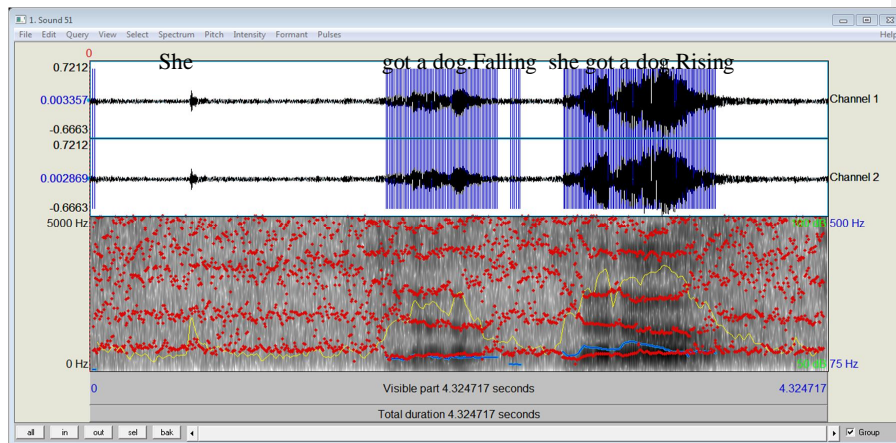 1. Sound 51
File Edit Query View Select Spectrum Pitch Intensity Formant Pulses Help
0
She got a dog.Falling she got a dog.Rising
0.7212
0.003357
-0.6663
Channel 1
0.7212
0.002869
-0.6663
Channel 2
5000 Hz
500 Hz
0 Hz
75 Hz
0 Visible part 4.324717 seconds 4.324717
Total duration 4.324717 seconds
all in out sel bak Group